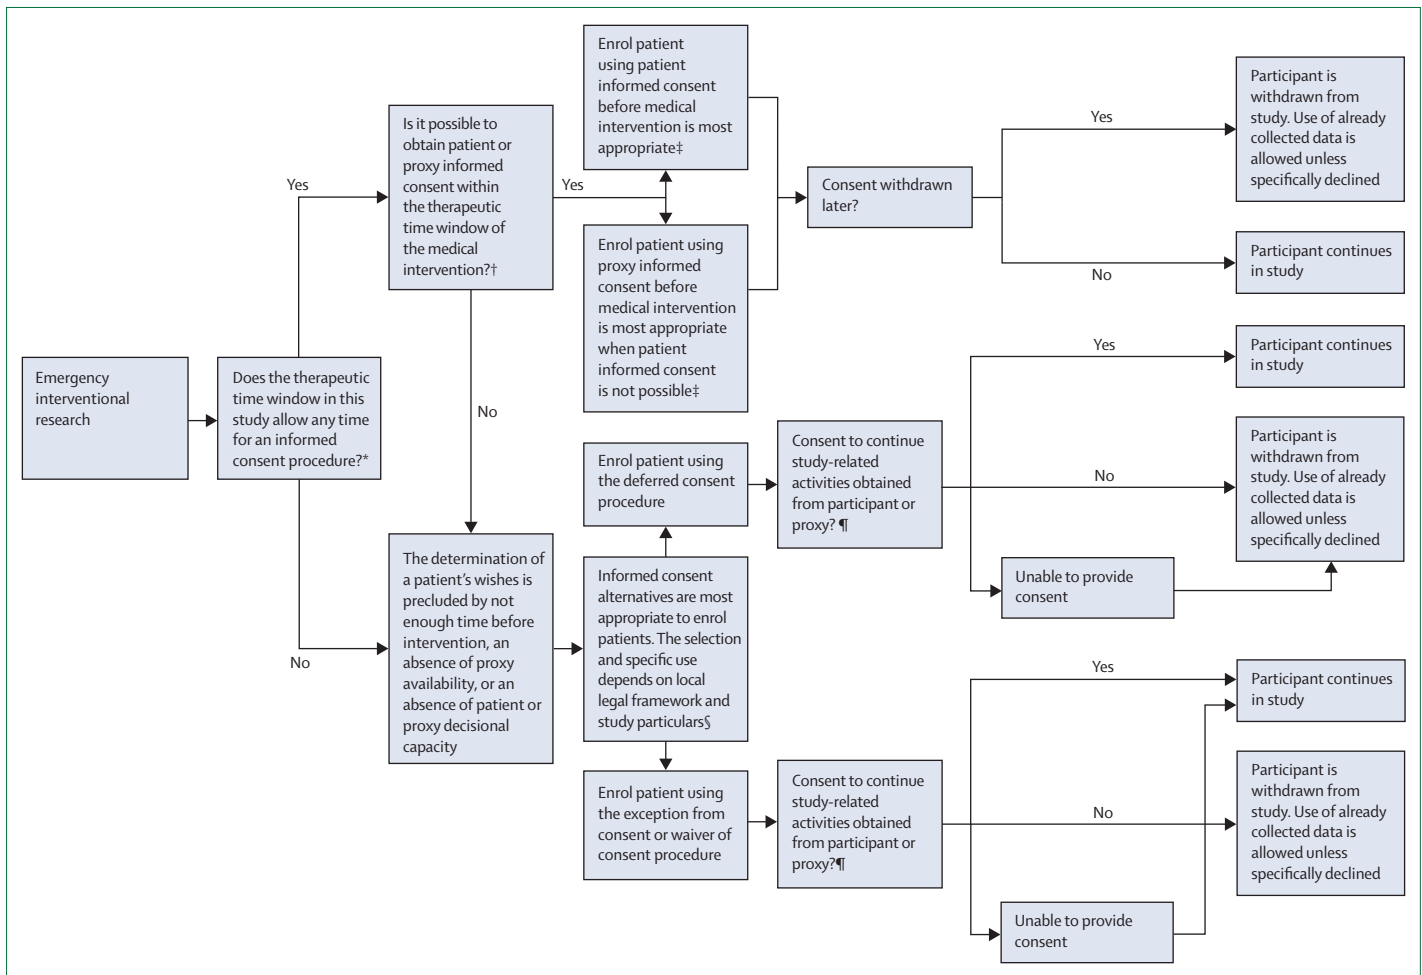 Emergency
interventional
research
Does the therapeutic
time window in this
study allow any time
for an informed
consent procedure?*
Yes
No
Is it possible to
obtain patient or
proxy informed
consent within
the therapeutic
time window of
the medical
intervention?†
Yes
No
The determination of
a patient's wishes is
precluded by not
enough time before
intervention, an
absence of proxy
availability, or an
absence of patient or
proxy decisional
capacity
Enrol patient
using patient
informed consent
before medical
intervention is most
appropriate‡
Enrol patient using
proxy informed
consent before
medical intervention
is most appropriate
when patient
informed consent
is not possible‡
Consent withdrawn
later?
Yes
No
Participant is
withdrawn from
study. Use of already
collected data is
allowed unless
specifically declined
Participant continues
in study
Informed consent
alternatives are most
appropriate to enrol
patients. The selection
and specific use
depends on local
legal framework and
study particulars§
Enrol patient using
the deferred consent
procedure
Consent to continue
study-related
activities obtained
from participant or
proxy? ¶
Yes
No
Unable to provide
consent
Participant continues
in study
Participant is
withdrawn from
study. Use of already
collected data is
allowed unless
specifically declined
Enrol patient using
the exception from
consent or waiver of
consent procedure
Consent to continue
study-related
activities obtained
from participant or
proxy?¶
Yes
No
Unable to provide
consent
Participant continues
in study
Participant is
withdrawn from
study. Use of already
collected data is
allowed unless
specifically declined